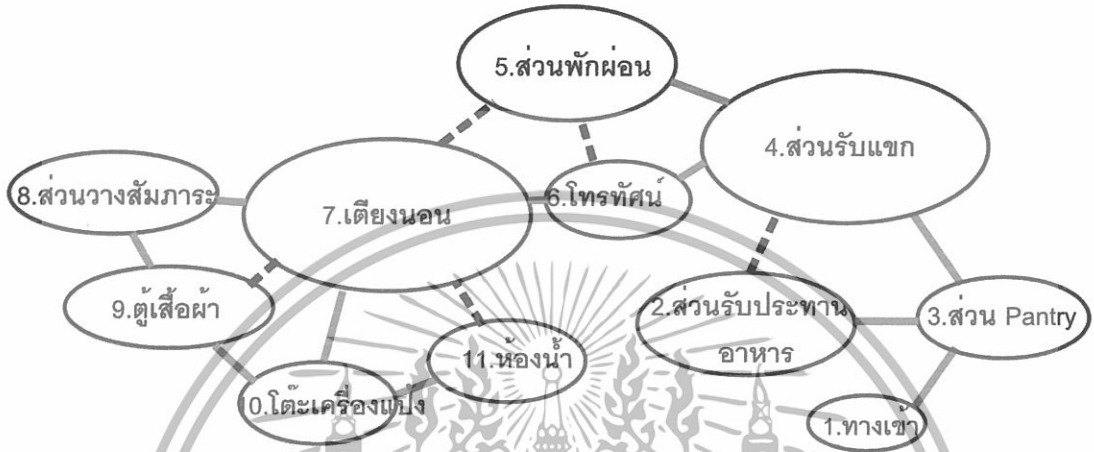 5.ส่วนพักผ่อน
4.ส่วนรับแขก
8.ส่วนวางสัมภาระ
7.เตียงนอน
6.โทรทัศน์
9.ตู้เสื้อผ้า
2.ส่วนรับประทาน
อาหาร
3.ส่วน Pantry
11.ห้องน้ำ
10.โต๊ะเครื่องแป้ง
1.ทางเข้า